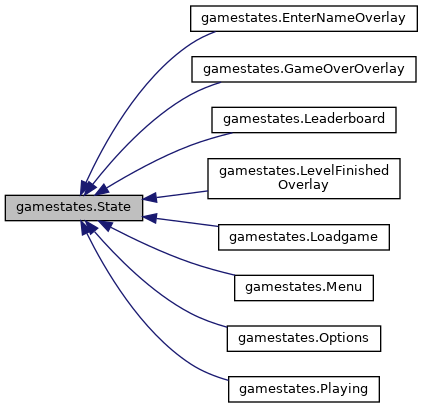 gamestates.EnterNameOverlay
gamestates.GameOverOverlay
gamestates.Leaderboard
gamestates.LevelFinished
Overlay
gamestates.State
gamestates.Loadgame
gamestates.Menu
gamestates.Options
gamestates.Playing